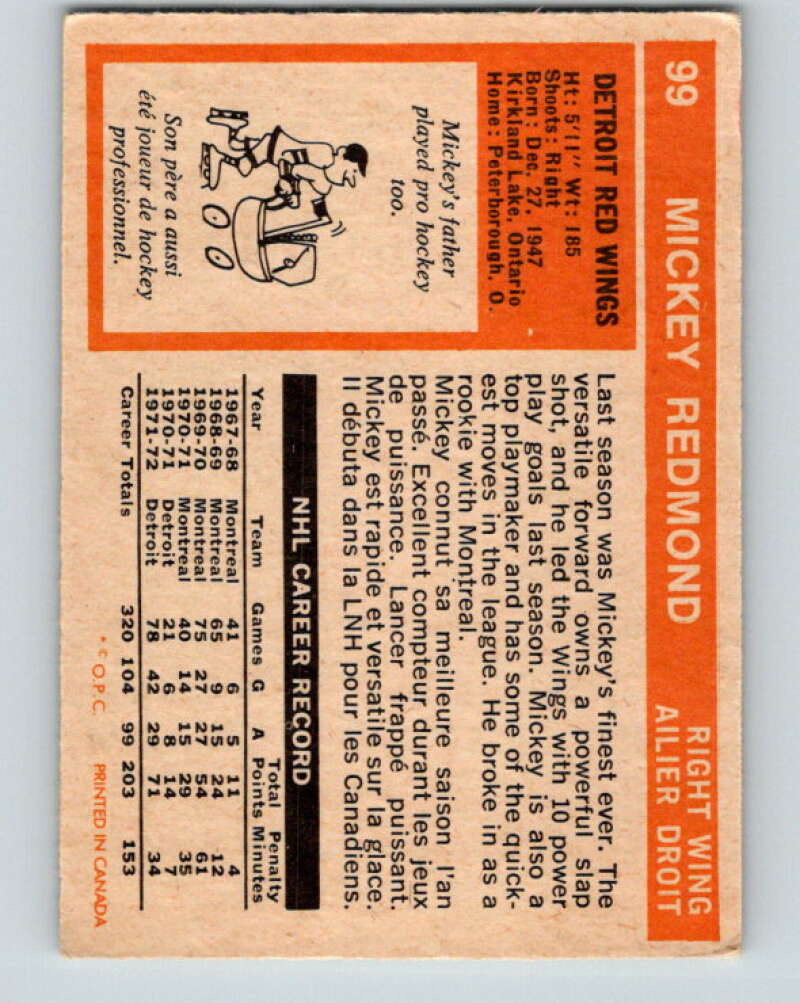 99 MICKEY REDMOND RIGHT WING
AILIER DROIT
DETROIT RED WINGS
Ht: 5'11" Wt: 185
Shoots: Right
Born: Dec. 27, 1947
Kirkland Lake, Ontario
Home: Peterborough, O.
Mickey's father
played pro hockey
too.
Son père a aussi
été joueur de hockey
professionnel.
Last season was Mickey's finest ever. The
versatile forward owns a powerful slap
shot, and he led the Wings with 10 power
play goals last season. Mickey is also a
top playmaker and has some of the quick-
est moves in the league. He broke in as a
rookie with Montreal.
Mickey connut sa meilleure saison l'an
passé. Excellent compteur durant les jeux
de puissance. Lancer frappé puissant.
Mickey est rapide et versatile sur la glace.
Il débuta dans la LNH pour les Canadiens.
NHL CAREER RECORD
Total Penalty
Year Team Games G A Points Minutes
1967-68 Montreal 41 6 5 11 4
1968-69 Montreal 65 9 15 24 12
1969-70 Montreal 75 27 27 54 61
1970-71 Montreal 40 14 15 29 35
1970-71 Detroit 21 6 8 14 7
1971-72 Detroit 78 42 29 71 34
Career Totals 320 104 99 203 153
* © O.P.C. PRINTED IN CANADA